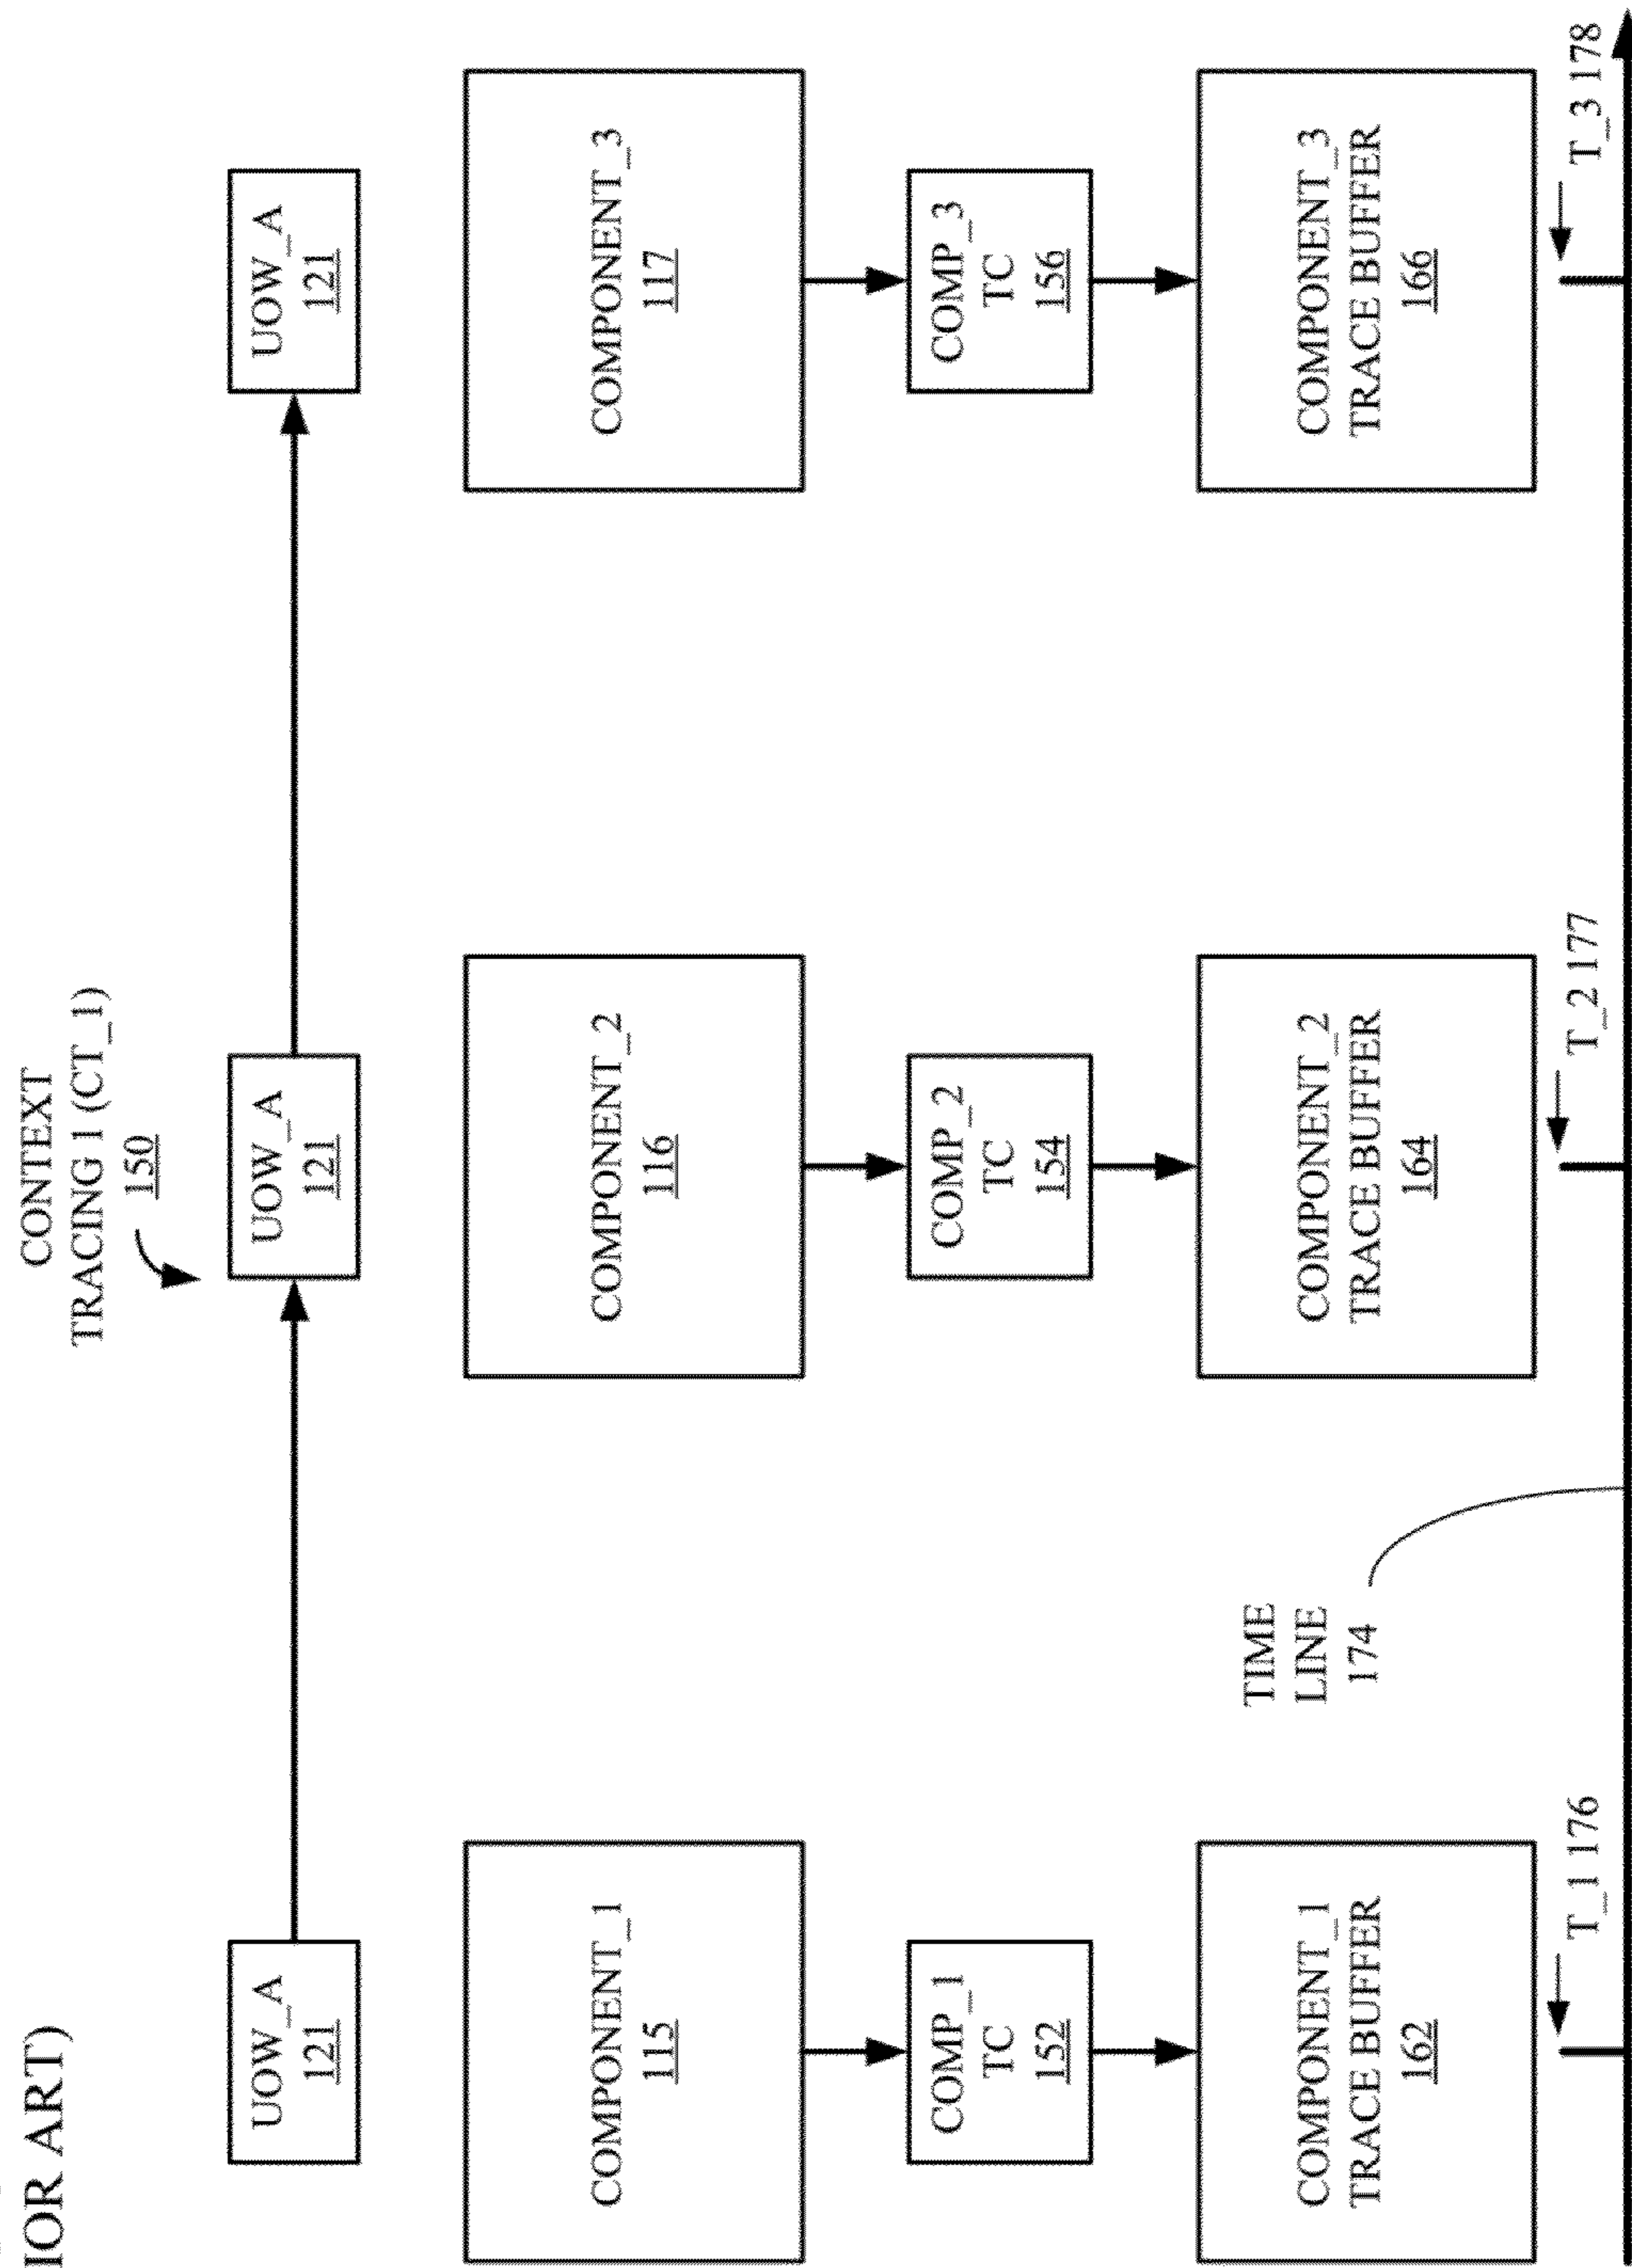 IOR ART)
CONTEXT
TRACING 1 (CT_1)
150
UOW_A
121
UOW_A
121
UOW_A
121
COMPONENT_1
115
COMPONENT_2
116
COMPONENT_3
117
COMP_1
TC
152
COMP_2
TC
154
COMP_3
TC
156
COMPONENT_1
TRACE BUFFER
162
COMPONENT_2
TRACE BUFFER
164
COMPONENT_3
TRACE BUFFER
166
TIME
LINE
174
T_1 176
T_2 177
T_3 178